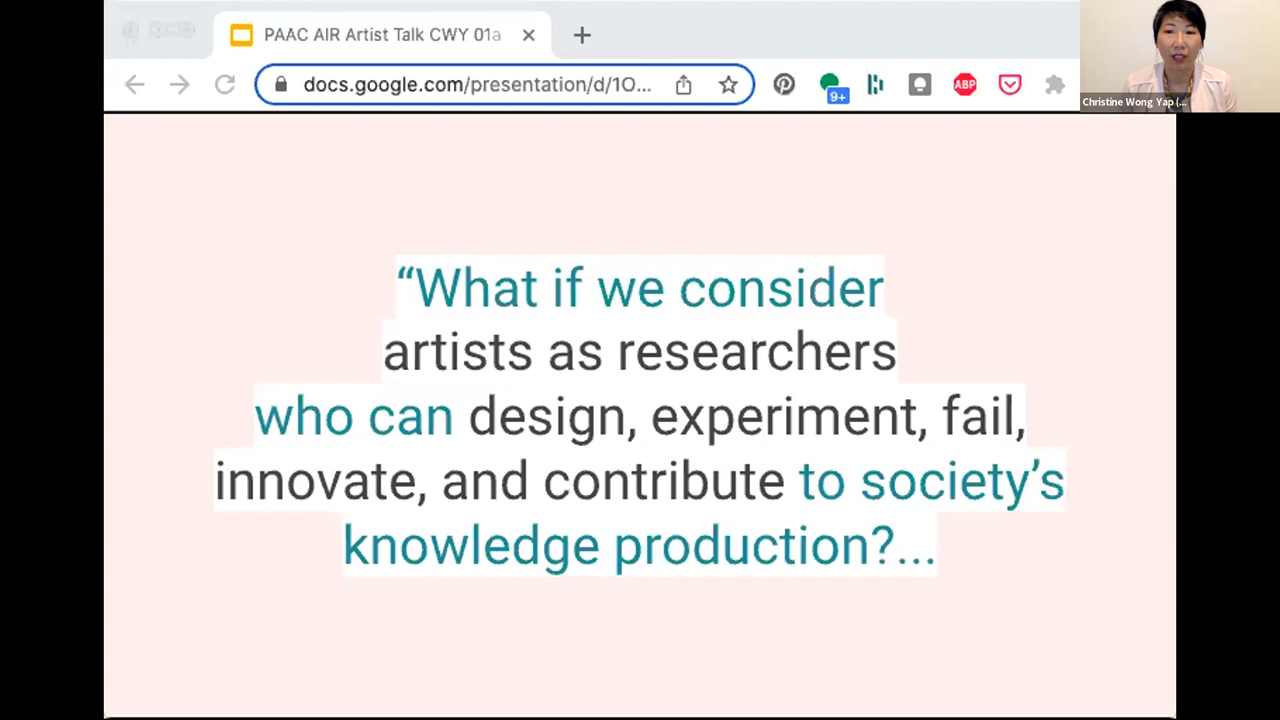 PAAC AIR Artist Talk CWY 01a
docs.google.com/presentation/d/1O...
9+
ABP
Christine Wong Yap (...
“What if we consider
artists as researchers
who can design, experiment, fail,
innovate, and contribute to society’s
knowledge production?...